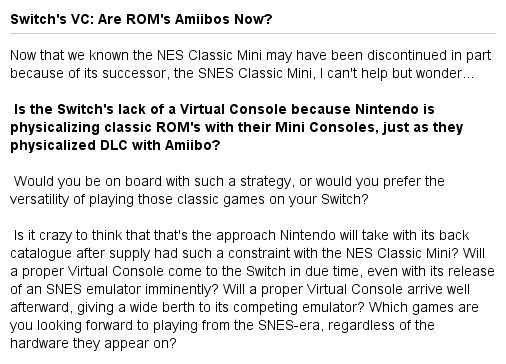 Switch's VC: Are ROM's Amiibos Now?
Now that we known the NES Classic Mini may have been discontinued in part
because of its successor, the SNES Classic Mini, I can't help but wonder...
Is the Switch's lack of a Virtual Console because Nintendo is
physicalizing classic ROM's with their Mini Consoles, just as they
physicalized DLC with Amiibo?
Would you be on board with such a strategy, or would you prefer the
versatility of playing those classic games on your Switch?
Is it crazy to think that that's the approach Nintendo will take with its back
catalogue after supply had such a constraint with the NES Classic Mini? Will
a proper Virtual Console come to the Switch in due time, even with its release
of an SNES emulator imminently? Will a proper Virtual Console arrive well
afterward, giving a wide berth to its competing emulator? Which games are
you looking forward to playing from the SNES-era, regardless of the
hardware they appear on?